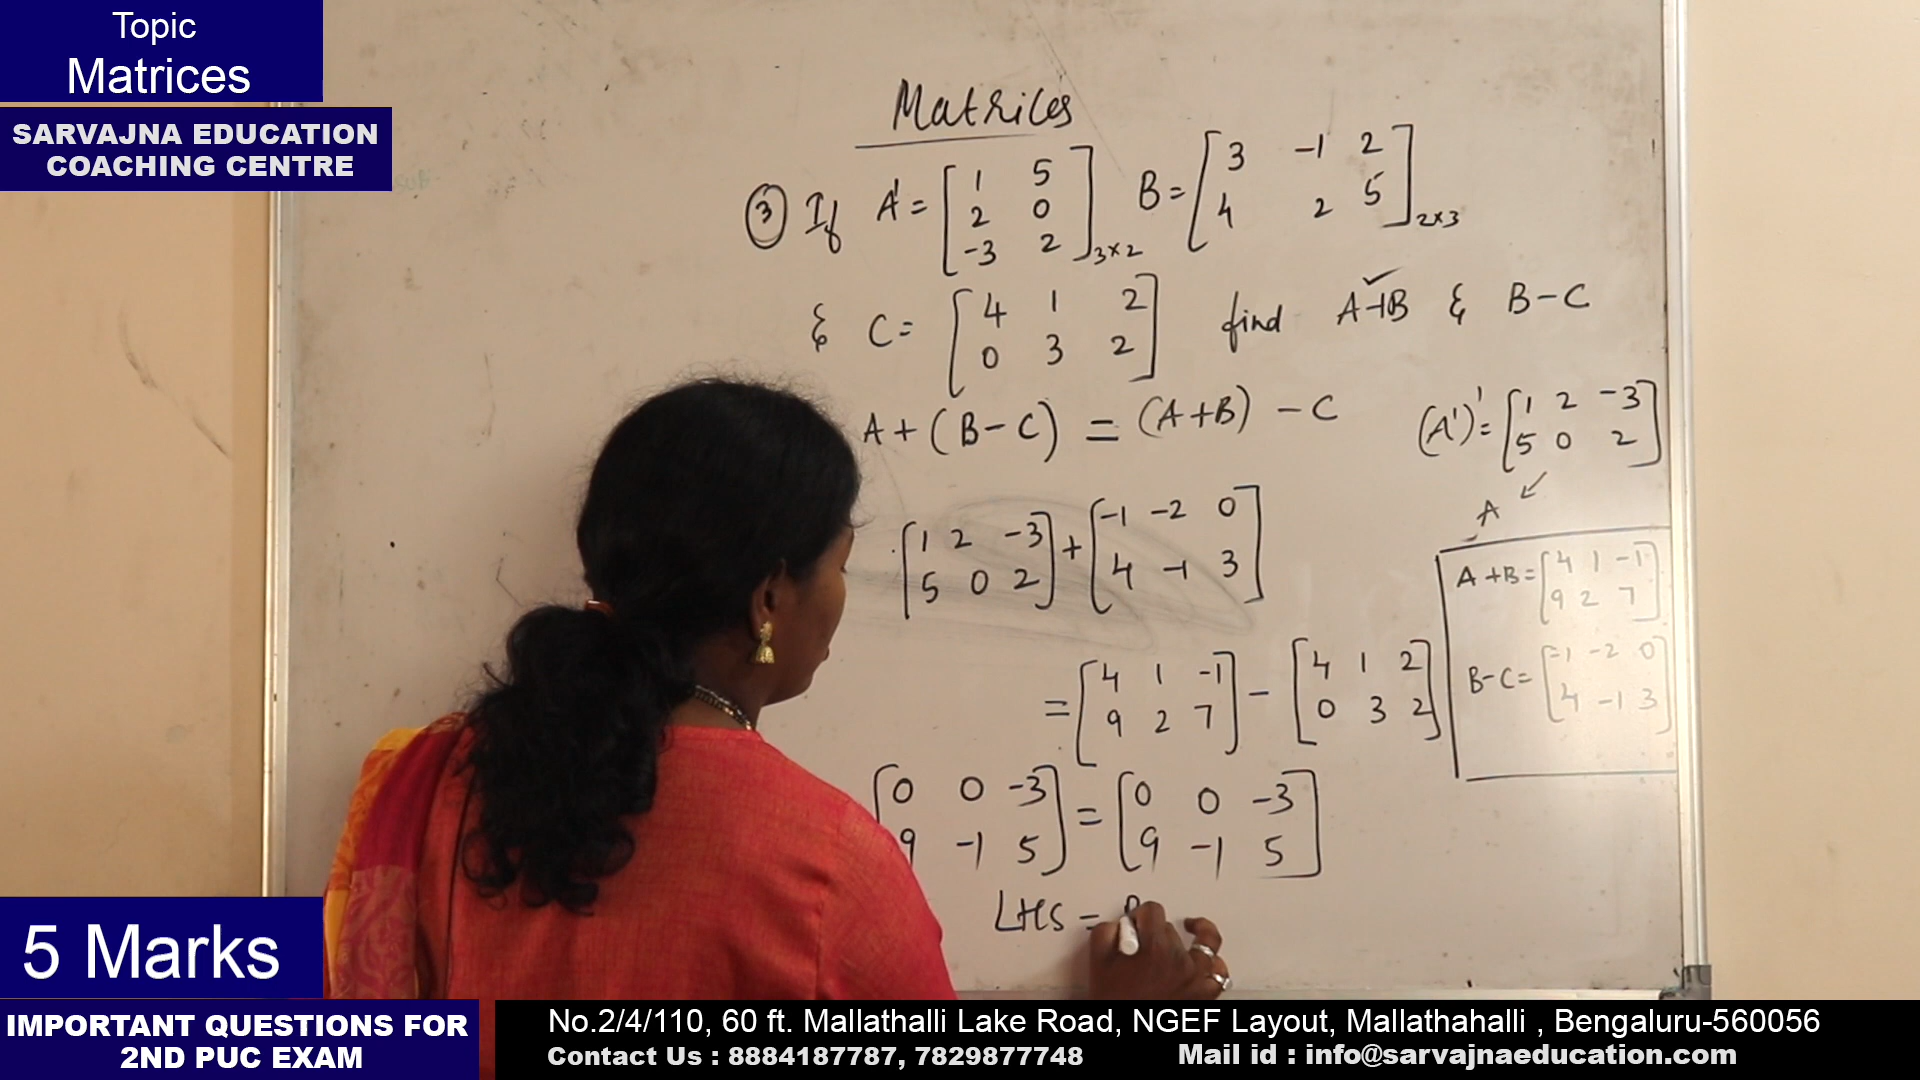 Topic
Matrices
SARVAJNA EDUCATION
COACHING CENTRE
Matrices
③ If A' = [1 5
2 0
-3 2] 3×2 B = [3 -1 2
4 2 5] 2×3
& C = [4 1 2
0 3 2] find A+B & B-C
A+(B-C) = (A+B) -C
(A')' = [1 2 -3
5 0 2]
A
[1 2 -3
5 0 2] + [-1 -2 0
4 -1 3]
= [4 1 -1
9 2 7] - [4 1 2
0 3 2]
A+B = [4 1 -1
9 2 7]
B-C = [-1 -2 0
4 -1 3]
[0 0 -3
9 -1 5] = [0 0 -3
9 -1 5]
LHS =
5 Marks
IMPORTANT QUESTIONS FOR
2ND PUC EXAM
No.2/4/110, 60 ft. Mallathalli Lake Road, NGEF Layout, Mallathahalli , Bengaluru-560056
Contact Us : 8884187787, 7829877748 Mail id : info@sarvajnaeducation.com